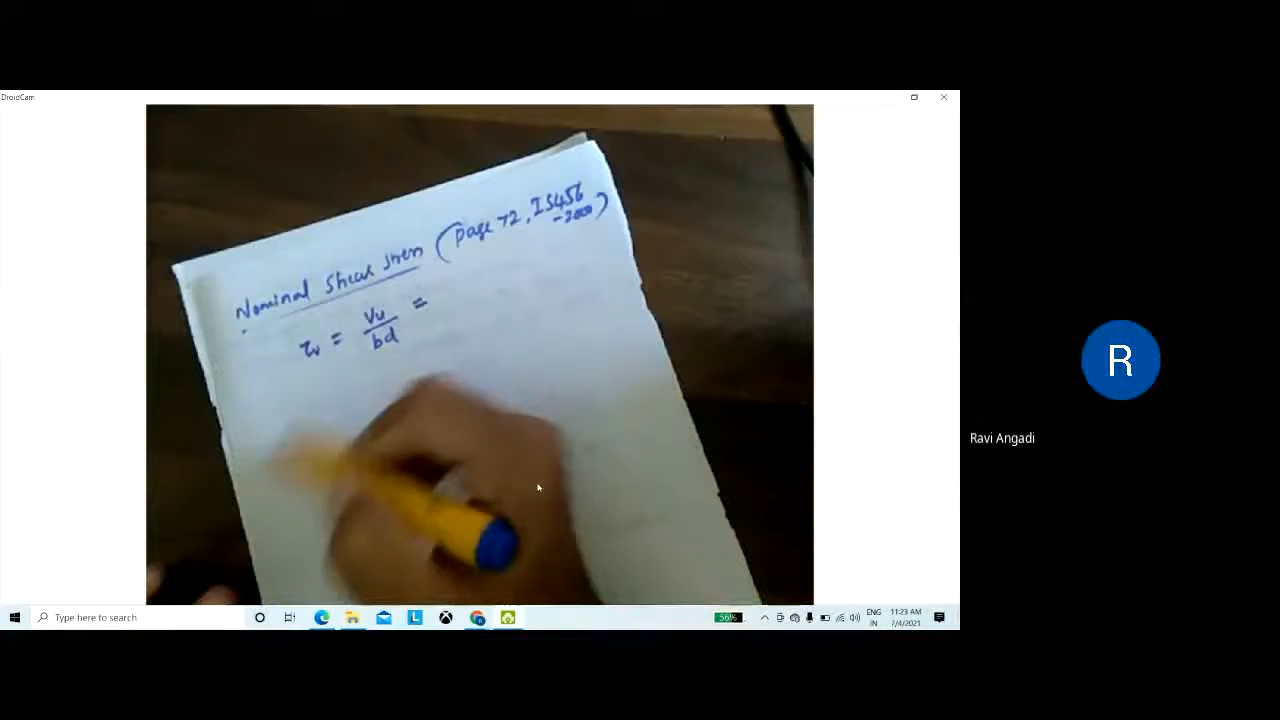 DroidCam
Nominal Shear stress (page 72, IS456
-2000)
τv = Vu/bd =
R
Ravi Angadi
Type here to search
L
56%
ENG
IN
11:23 AM
7/4/2021